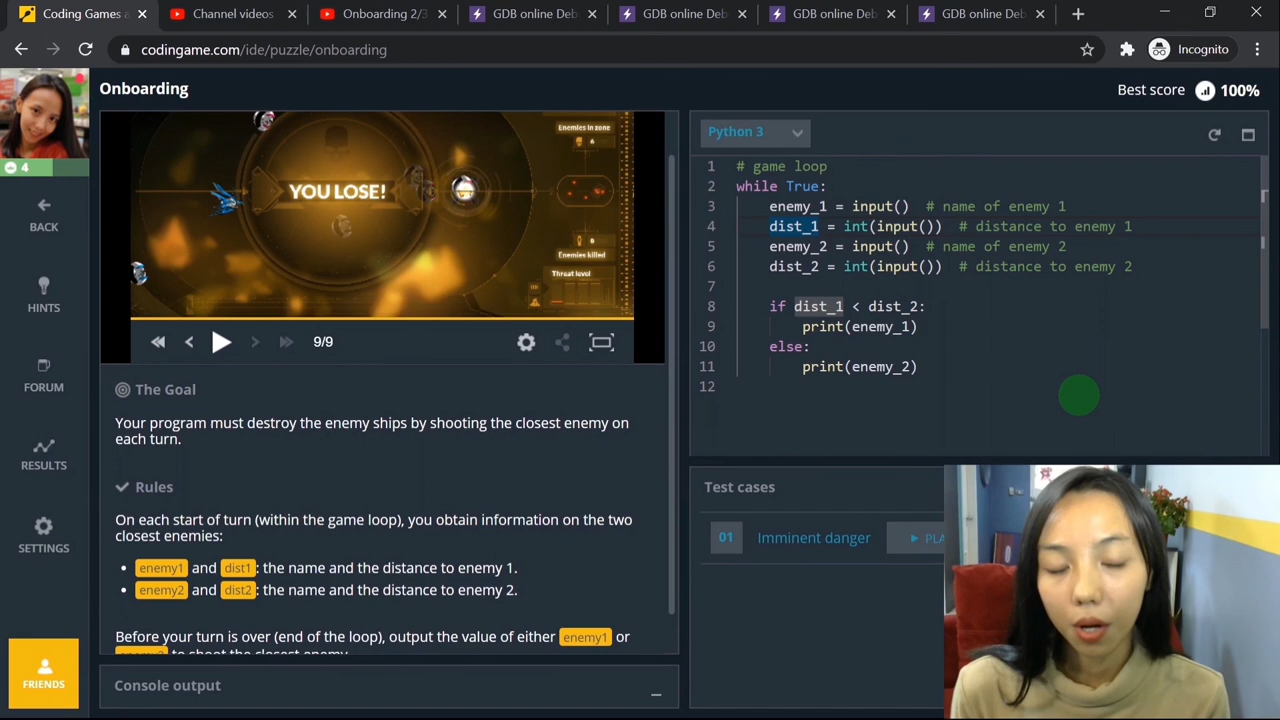 Coding Games a
Channel videos
Onboarding 2/3
GDB online Deb
GDB online Deb
GDB online Deb
GDB online Deb
codingame.com/ide/puzzle/onboarding
Incognito
4
BACK
HINTS
FORUM
RESULTS
SETTINGS
FRIENDS
Onboarding
Best score 100%
YOU LOSE!
Enemies in zone
6
Enemies killed
Threat level
9/9
The Goal
Your program must destroy the enemy ships by shooting the closest enemy on
each turn.
Rules
On each start of turn (within the game loop), you obtain information on the two
closest enemies:
• enemy1 and dist1: the name and the distance to enemy 1.
• enemy2 and dist2: the name and the distance to enemy 2.
Before your turn is over (end of the loop), output the value of either enemy1 or
to shoot the closest enemy
Console output
Python 3
1 # game loop
2 while True:
3 enemy_1 = input() # name of enemy 1
4 dist_1 = int(input()) # distance to enemy 1
5 enemy_2 = input() # name of enemy 2
6 dist_2 = int(input()) # distance to enemy 2
7
8 if dist_1 < dist_2:
9 print(enemy_1)
10 else:
11 print(enemy_2)
12
Test cases
01 Imminent danger PLA